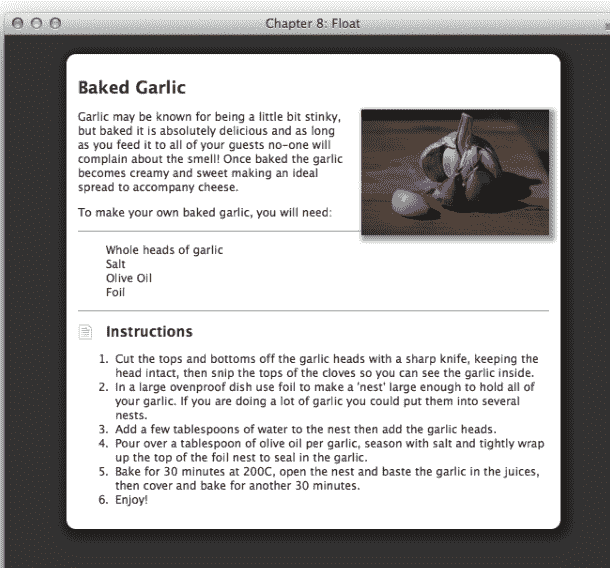 Chapter 8: Float
Baked Garlic
Garlic may be known for being a little bit stinky,
but baked it is absolutely delicious and as long
as you feed it to all of your guests no-one will
complain about the smell! Once baked the garlic
becomes creamy and sweet making an ideal
spread to accompany cheese.
To make your own baked garlic, you will need:
Whole heads of garlic
Salt
Olive Oil
Foil
Instructions
1. Cut the tops and bottoms off the garlic heads with a sharp knife, keeping the
head intact, then snip the tops of the cloves so you can see the garlic inside.
2. In a large ovenproof dish use foil to make a 'nest' large enough to hold all of
your garlic. If you are doing a lot of garlic you could put them into several
nests.
3. Add a few tablespoons of water to the nest then add the garlic heads.
4. Pour over a tablespoon of olive oil per garlic, season with salt and tightly wrap
up the top of the foil nest to seal in the garlic.
5. Bake for 30 minutes at 200C, open the nest and baste the garlic in the juices,
then cover and bake for another 30 minutes.
6. Enjoy!